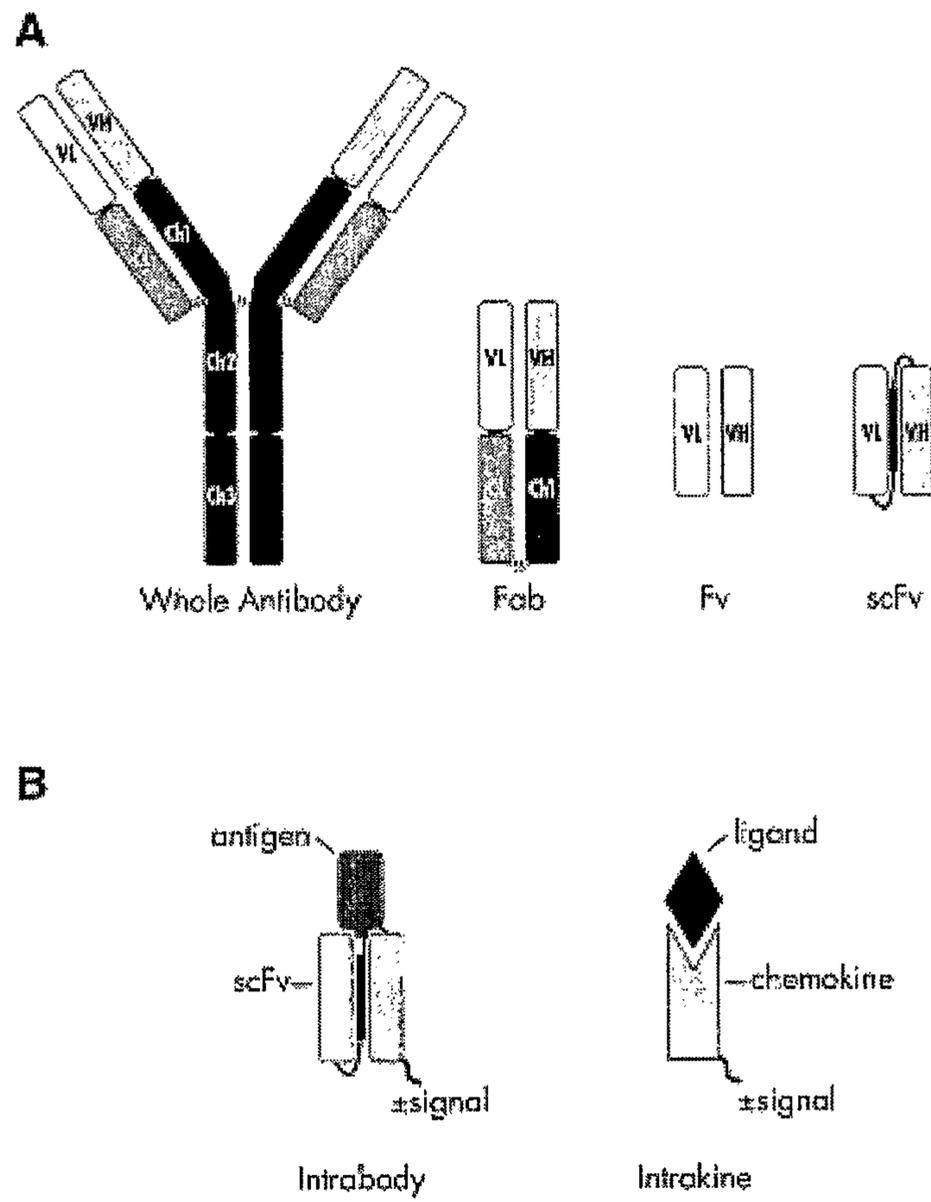 A
VH
VL
Ch1
Ch2
Ch3
VL VH
Ch1
VL VH
VL VH
Whole Antibody Fab Fv scFv
B
antigen
ligand
scFv
chemokine
±signal
±signal
Intrabody Intrakine